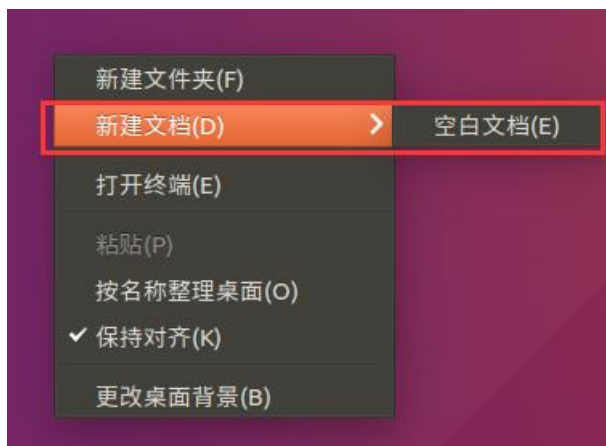 新建文件夹(F)
新建文档(D) 空白文档(E)
打开终端(E)
粘贴(P)
按名称整理桌面(O)
保持对齐(K)
更改桌面背景(B)